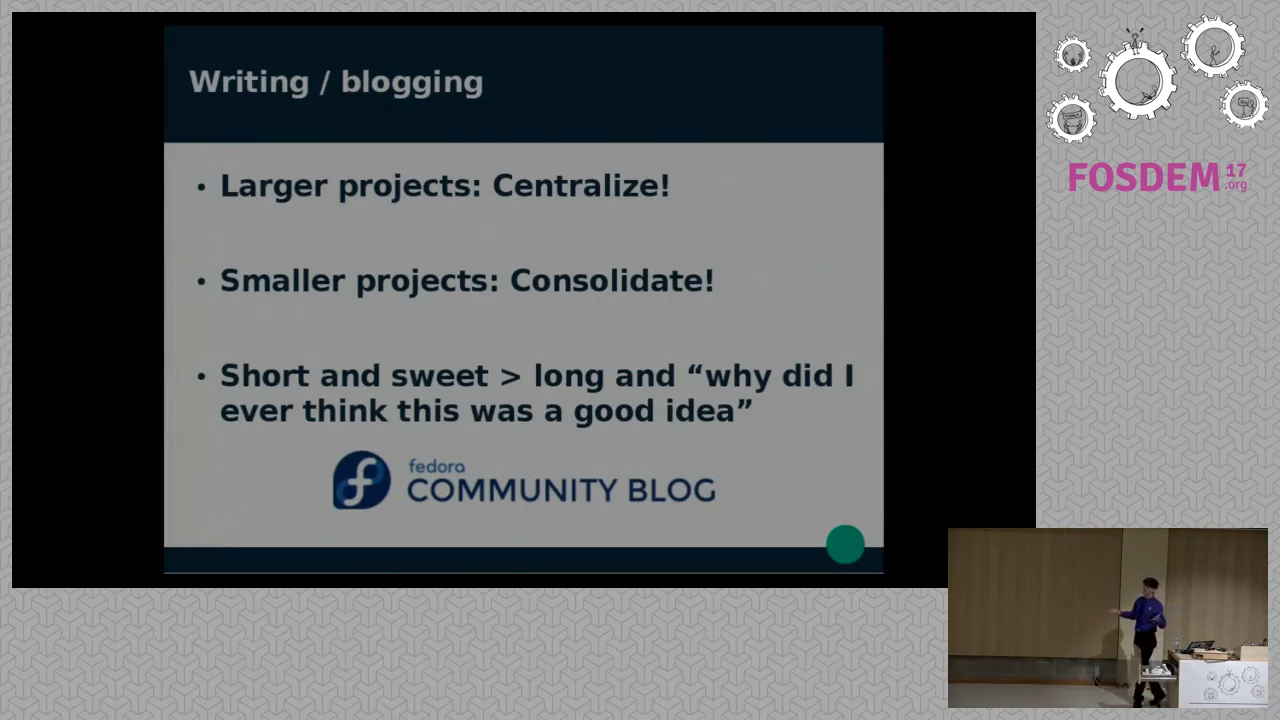 Writing / blogging
• Larger projects: Centralize!
• Smaller projects: Consolidate!
• Short and sweet > long and “why did I
ever think this was a good idea”
fedora
COMMUNITY BLOG
FOSDEM 17
.org